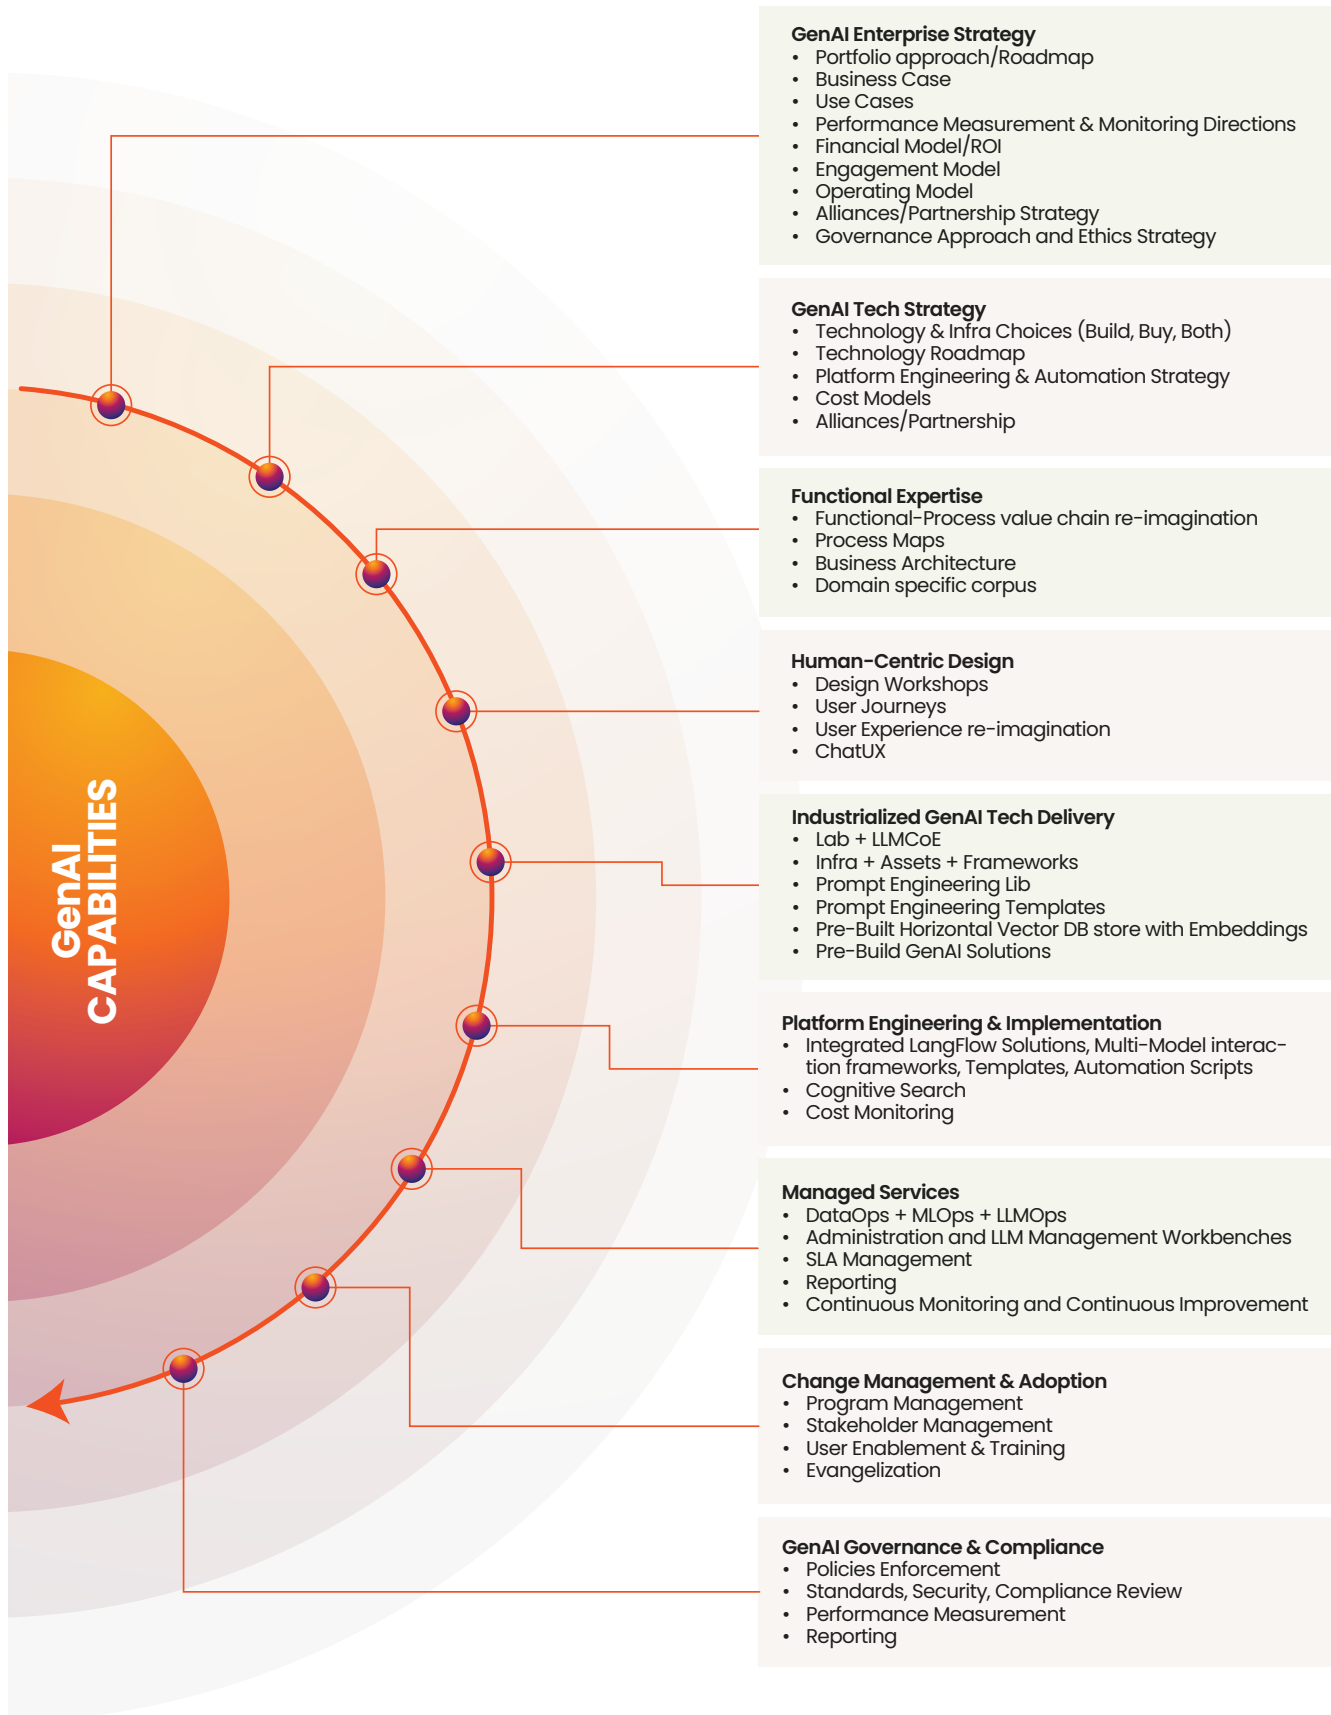 GenAI
CAPABILITIES
GenAI Enterprise Strategy
• Portfolio approach/Roadmap
• Business Case
• Use Cases
• Performance Measurement & Monitoring Directions
• Financial Model/ROI
• Engagement Model
• Operating Model
• Alliances/Partnership Strategy
• Governance Approach and Ethics Strategy
GenAI Tech Strategy
• Technology & Infra Choices (Build, Buy, Both)
• Technology Roadmap
• Platform Engineering & Automation Strategy
• Cost Models
• Alliances/Partnership
Functional Expertise
• Functional-Process value chain re-imagination
• Process Maps
• Business Architecture
• Domain specific corpus
Human-Centric Design
• Design Workshops
• User Journeys
• User Experience re-imagination
• ChatUX
Industrialized GenAI Tech Delivery
• Lab + LLMCoE
• Infra + Assets + Frameworks
• Prompt Engineering Lib
• Prompt Engineering Templates
• Pre-Built Horizontal Vector DB store with Embeddings
• Pre-Build GenAI Solutions
Platform Engineering & Implementation
• Integrated LangFlow Solutions, Multi-Model interac-
tion frameworks, Templates, Automation Scripts
• Cognitive Search
• Cost Monitoring
Managed Services
• DataOps + MLOps + LLMOps
• Administration and LLM Management Workbenches
• SLA Management
• Reporting
• Continuous Monitoring and Continuous Improvement
Change Management & Adoption
• Program Management
• Stakeholder Management
• User Enablement & Training
• Evangelization
GenAI Governance & Compliance
• Policies Enforcement
• Standards, Security, Compliance Review
• Performance Measurement
• Reporting